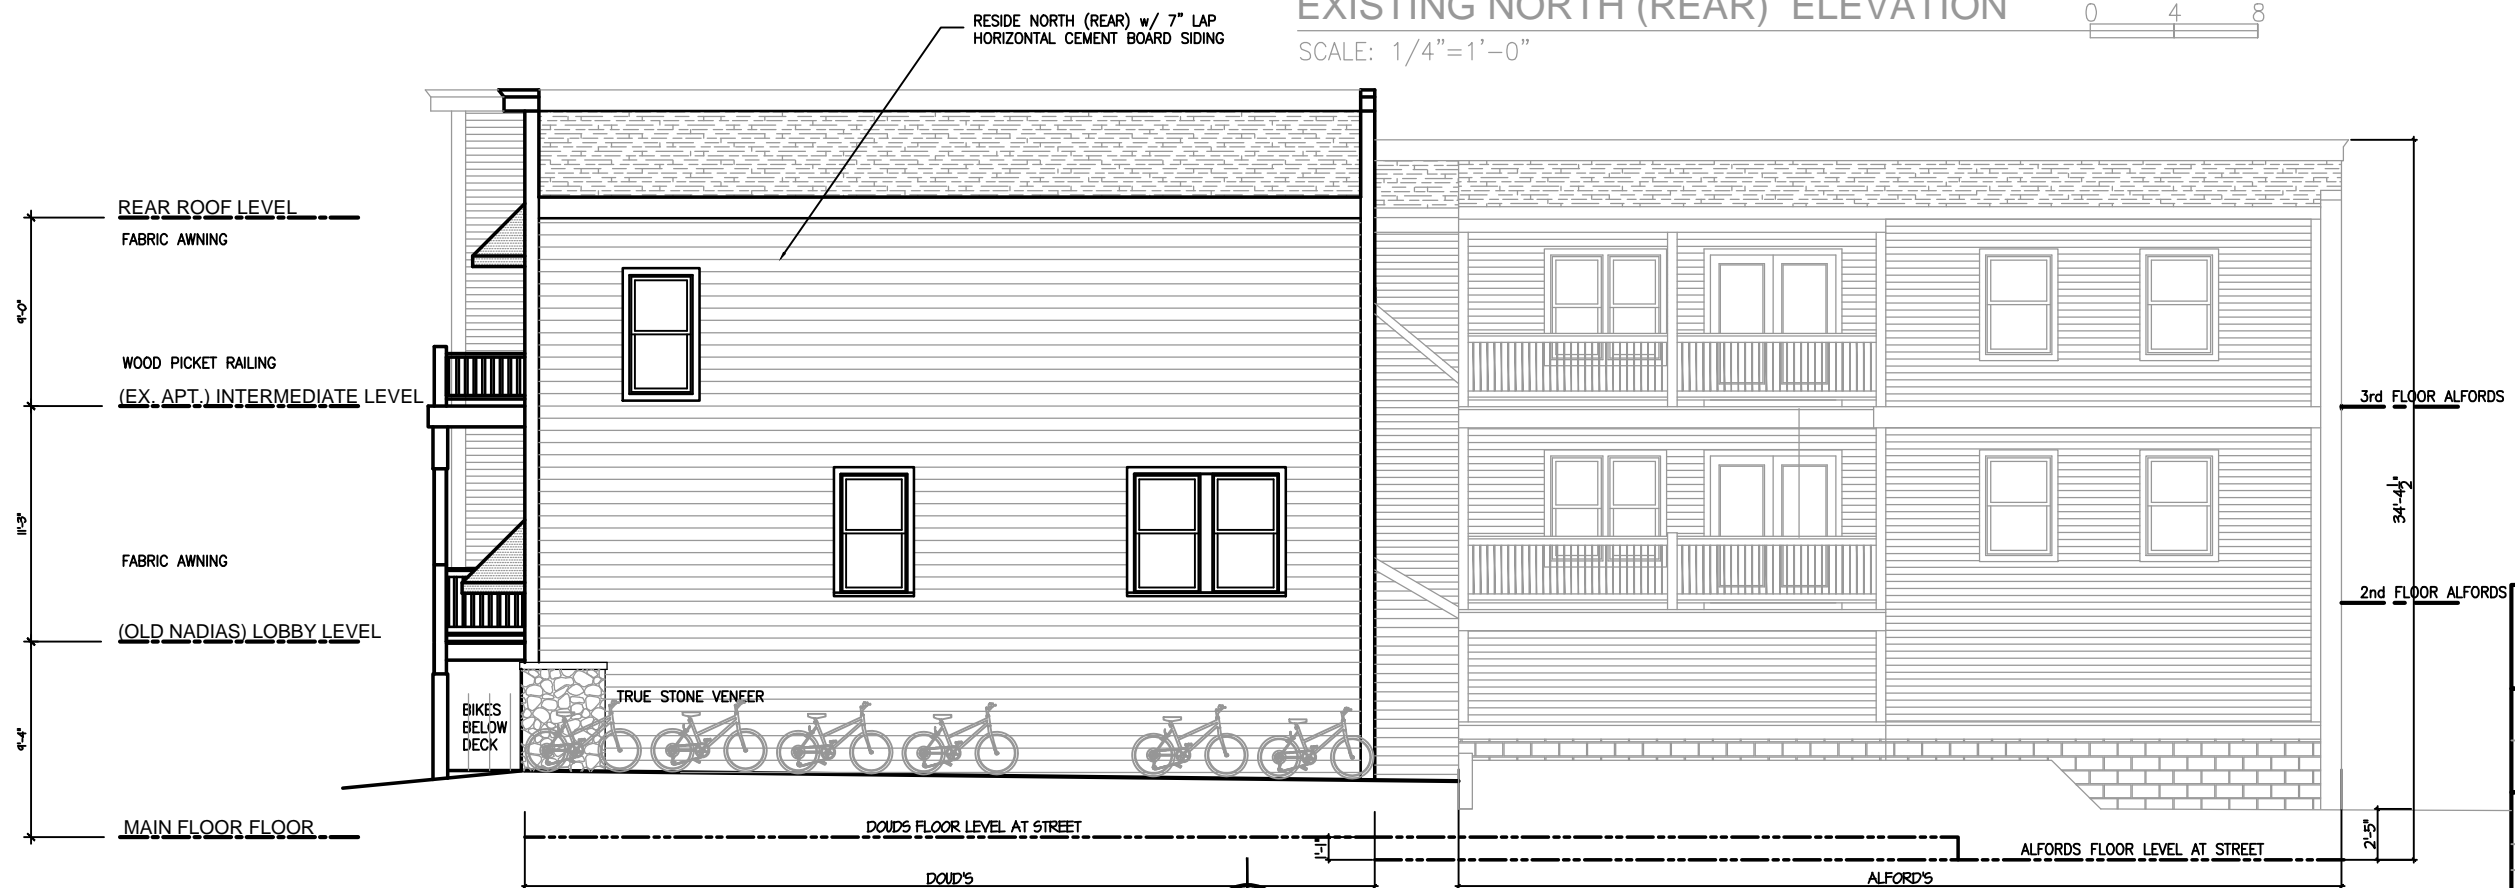 EXISTING NORTH (REAR) ELEVATION
0 4 8
SCALE: 1/4"=1'-0"
RESIDE NORTH (REAR) w/ 7" LAP
HORIZONTAL CEMENT BOARD SIDING
REAR ROOF LEVEL
FABRIC AWNING
9'-0"
WOOD PICKET RAILING
(EX. APT.) INTERMEDIATE LEVEL
3rd FLOOR ALFORDS
34'-4 1/2"
11'-3"
FABRIC AWNING
2nd FLOOR ALFORDS
(OLD NADIAS) LOBBY LEVEL
TRUE STONE VENEER
BIKES
BELOW
DECK
9'-4"
MAIN FLOOR FLOOR
DOUDS FLOOR LEVEL AT STREET
1'-1"
2'-5"
ALFORDS FLOOR LEVEL AT STREET
DOUD'S
ALFORD'S